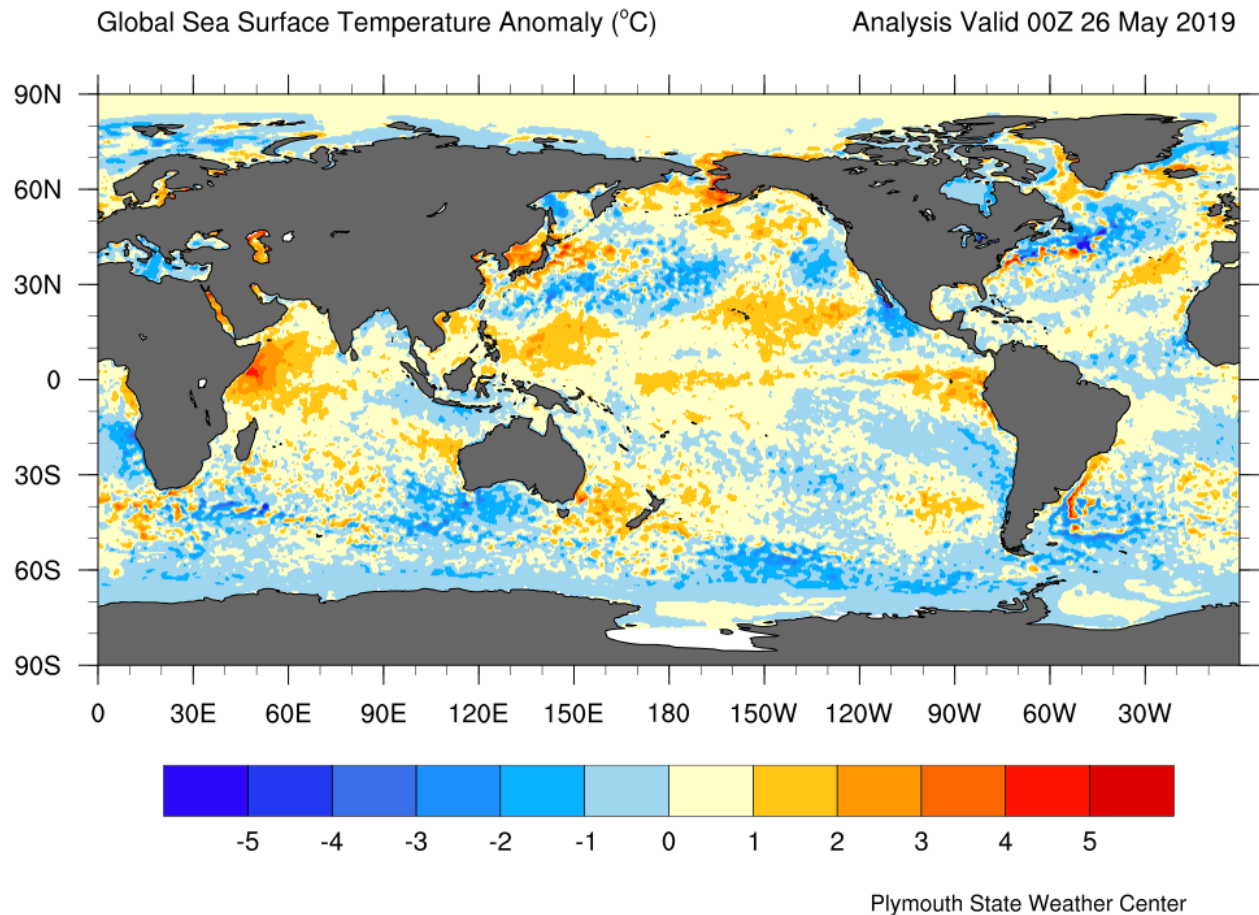 Global Sea Surface Temperature Anomaly (°C) Analysis Valid 00Z 26 May 2019
90N
60N
30N
0
30S
60S
90S
0 30E 60E 90E 120E 150E 180 150W 120W 90W 60W 30W
-5 -4 -3 -2 -1 0 1 2 3 4 5
Plymouth State Weather Center